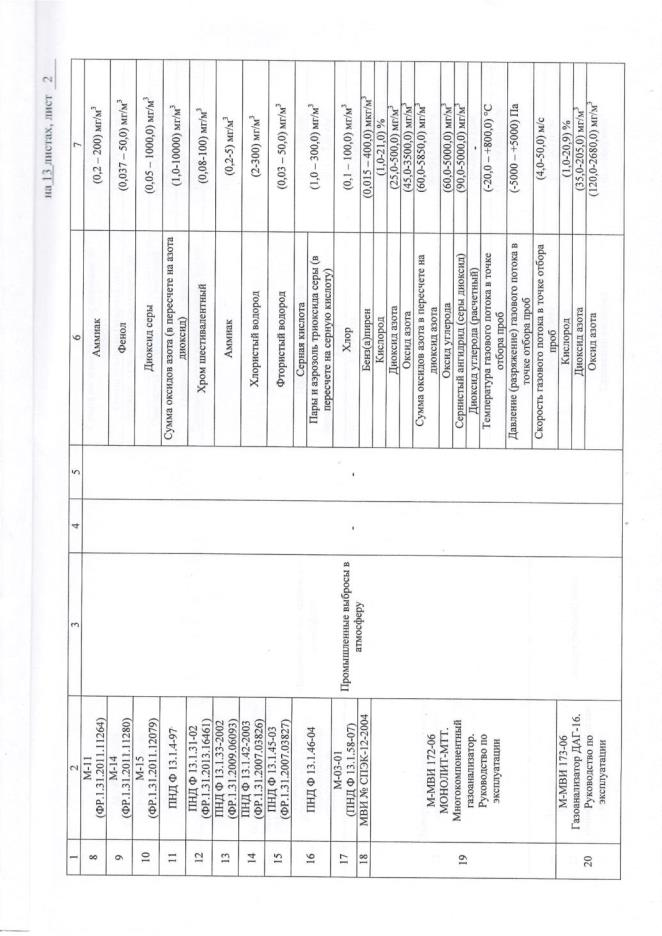 на 13 листах, лист 2
1 2 3 4 5 6 7
8 М-11 Аммиак (0,2 – 200) мг/м³
(ФР.1.31.2011.11264)
9 М-14 Фенол (0,037 – 50,0) мг/м³
(ФР.1.31.2011.11280)
10 М-15 Диоксид серы (0,05 – 1000,0) мг/м³
(ФР.1.31.2011.12079)
11 ПНД Ф 13.1.4-97 Сумма оксидов азота (в пересчете на азота (1,0-10000) мг/м³
диоксид)
12 ПНД Ф 13.1.31-02 Хром шестивалентный (0,08-100) мг/м³
(ФР.1.31.2013.16461)
13 ПНД Ф 13.1.33-2002 Аммиак (0,2-5) мг/м³
(ФР.1.31.2009.06093)
14 ПНД Ф 13.1.42-2003 Хлористый водород (2-300) мг/м³
(ФР.1.31.2007.03826)
15 ПНД Ф 13.1.45-03 Фтористый водород (0,03 – 50,0) мг/м³
(ФР.1.31.2007.03827)
16 ПНД Ф 13.1.46-04 Серная кислота (1,0 – 300,0) мг/м³
Пары и аэрозоль триоксида серы (в
пересчете на серную кислоту)
17 М-03-01 Промышленные выбросы в - - Хлор (0,1 – 100,0) мг/м³
(ПНД Ф 13.1.58-07) атмосферу
18 МВИ № СПЭК-12-2004 Бенз(а)пирен (0,015 – 400,0) мкг/м³
19 М-МВИ 172-06 Кислород (1,0-21,0) %
МОНОЛИТ-МТТ. Диоксид азота (25,0-500,0) мг/м³
Многокомпонентный Оксид азота (45,0-3500,0) мг/м³
газоанализатор. Сумма оксидов азота в пересчете на (60,0-5850,0) мг/м³
Руководство по диоксид азота
эксплуатации Оксид углерода (60,0-5000,0) мг/м³
Сернистый ангидрид (серы диоксид) (90,0-5000,0) мг/м³
Диоксид углерода (расчетный) -
Температура газового потока в точке (-20,0 – +800,0) °С
отбора проб
Давление (разряжение) газового потока в (-5000 – +5000) Па
точке отбора проб
Скорость газового потока в точке отбора (4,0-50,0) м/с
проб
20 М-МВИ 173-06 Кислород (1,0-20,9) %
Газоанализатор ДАГ-16. Диоксид азота (35,0-205,0) мг/м³
Руководство по Оксид азота (120,0-2680,0) мг/м³
эксплуатации